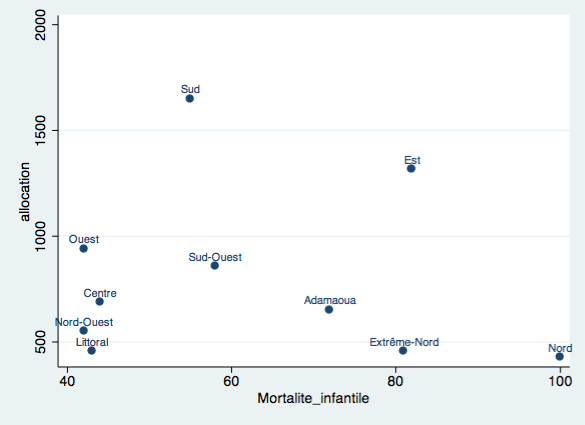 2000
1500
1000
500
allocation
Sud
Est
Ouest
Sud-Ouest
Centre
Adamaoua
Nord-Ouest
Littoral
Extrême-Nord
Nord
40
60
80
100
Mortalite_infantile